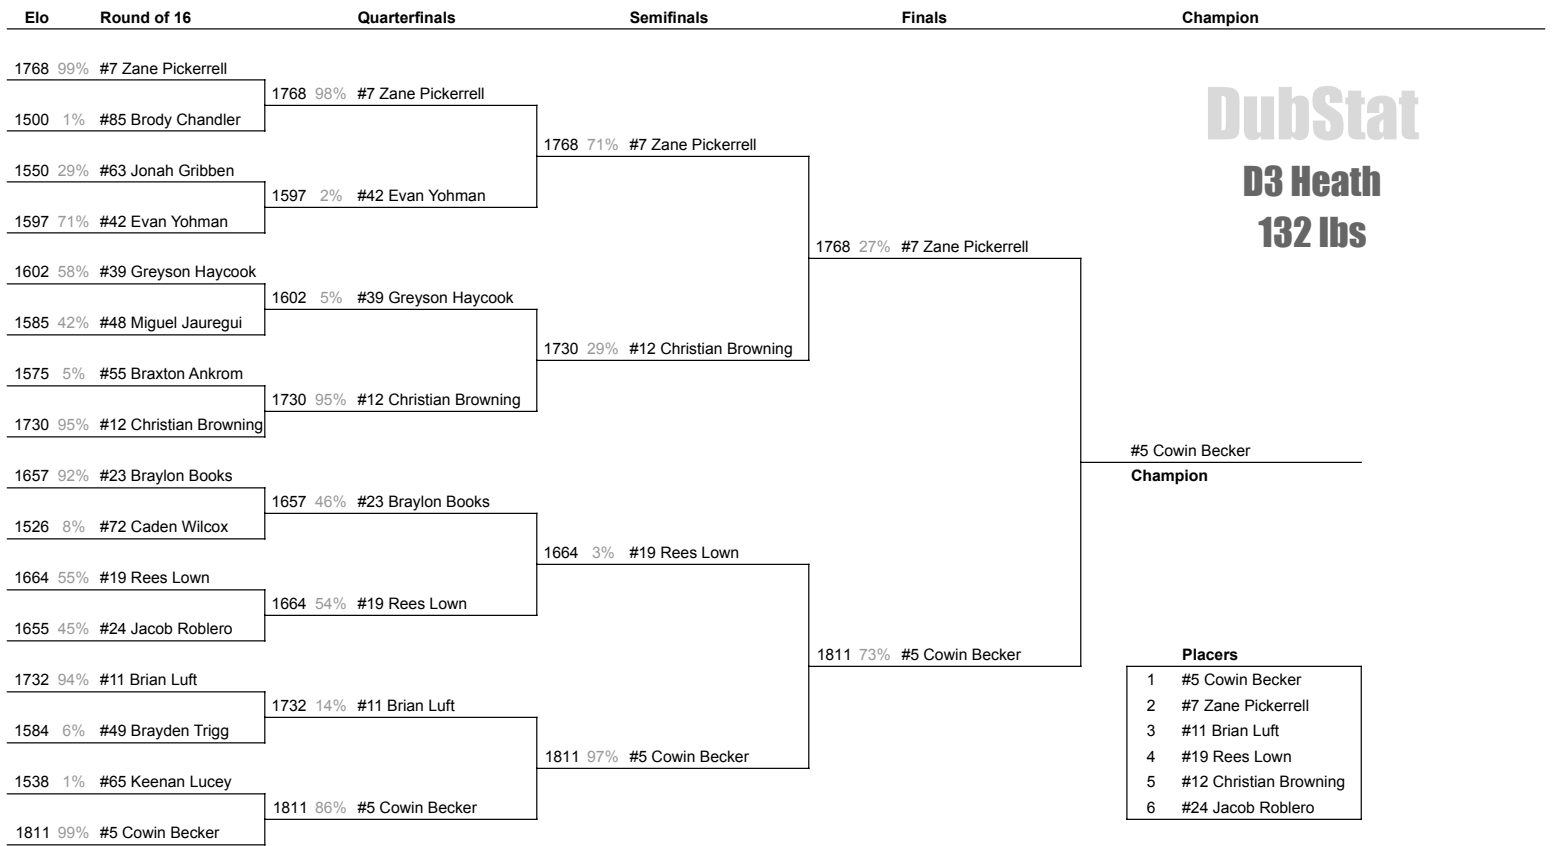 Elo Round of 16 Quarterfinals Semifinals Finals Champion
1768 99% #7 Zane Pickerrell
1768 98% #7 Zane Pickerrell
DubStat
1500 1% #85 Brody Chandler
1768 71% #7 Zane Pickerrell
1550 29% #63 Jonah Gribben
D3 Heath
1597 2% #42 Evan Yohman
1597 71% #42 Evan Yohman
132 lbs
1768 27% #7 Zane Pickerrell
1602 58% #39 Greyson Haycook
1602 5% #39 Greyson Haycook
1585 42% #48 Miguel Jauregui
1730 29% #12 Christian Browning
1575 5% #55 Braxton Ankrom
1730 95% #12 Christian Browning
1730 95% #12 Christian Browning
#5 Cowin Becker
1657 92% #23 Braylon Books
Champion
1657 46% #23 Braylon Books
1526 8% #72 Caden Wilcox
1664 3% #19 Rees Lown
1664 55% #19 Rees Lown
1664 54% #19 Rees Lown
1655 45% #24 Jacob Roblero
1811 73% #5 Cowin Becker
Placers
1732 94% #11 Brian Luft
1 #5 Cowin Becker
1732 14% #11 Brian Luft
2 #7 Zane Pickerrell
1584 6% #49 Brayden Trigg
3 #11 Brian Luft
1811 97% #5 Cowin Becker
4 #19 Rees Lown
1538 1% #65 Keenan Lucey
5 #12 Christian Browning
1811 86% #5 Cowin Becker
6 #24 Jacob Roblero
1811 99% #5 Cowin Becker